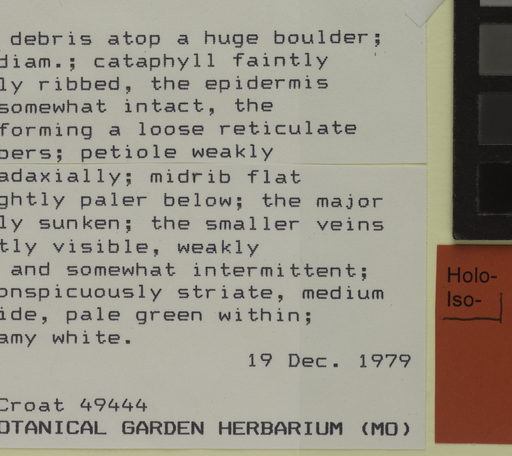 debris atop a huge boulder;
diam.; cataphyll faintly
ly ribbed, the epidermis
somewhat intact, the
forming a loose reticulate
bers; petiole weakly
adaxially; midrib flat
ghtly paler below; the major
ly sunken; the smaller veins
tly visible, weakly
and somewhat intermittent;
onspicuously striate, medium
ide, pale green within;
amy white.
19 Dec. 1979
Croat 49444
OTANICAL GARDEN HERBARIUM (MO)
Holo-
Iso-